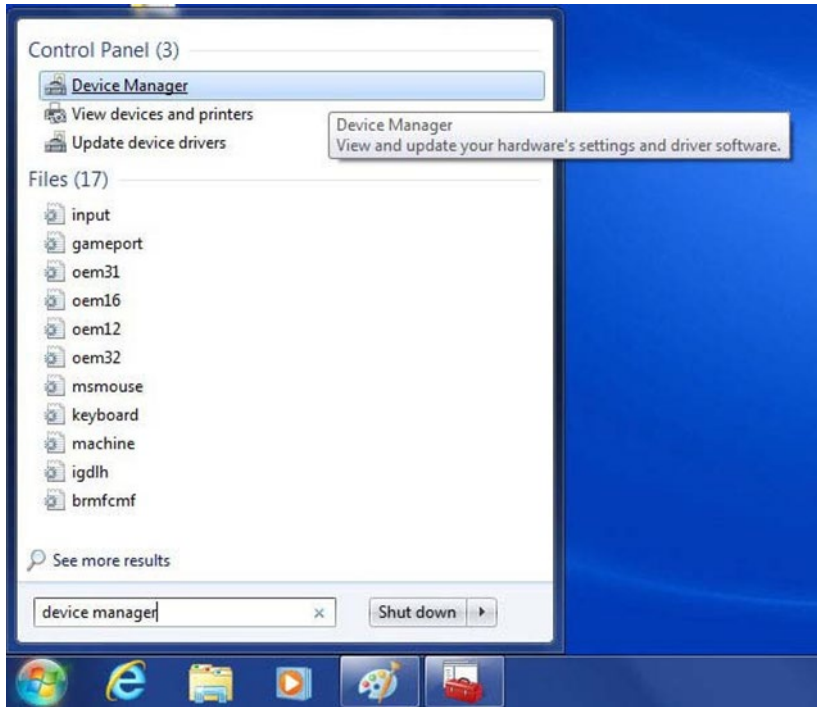 Control Panel (3)
Device Manager
View devices and printers
Update device drivers
Device Manager
View and update your hardware's settings and driver software.
Files (17)
input
gameport
oem31
oem16
oem12
oem32
msmouse
keyboard
machine
igdlh
brmfcmf
See more results
device manager
Shut down